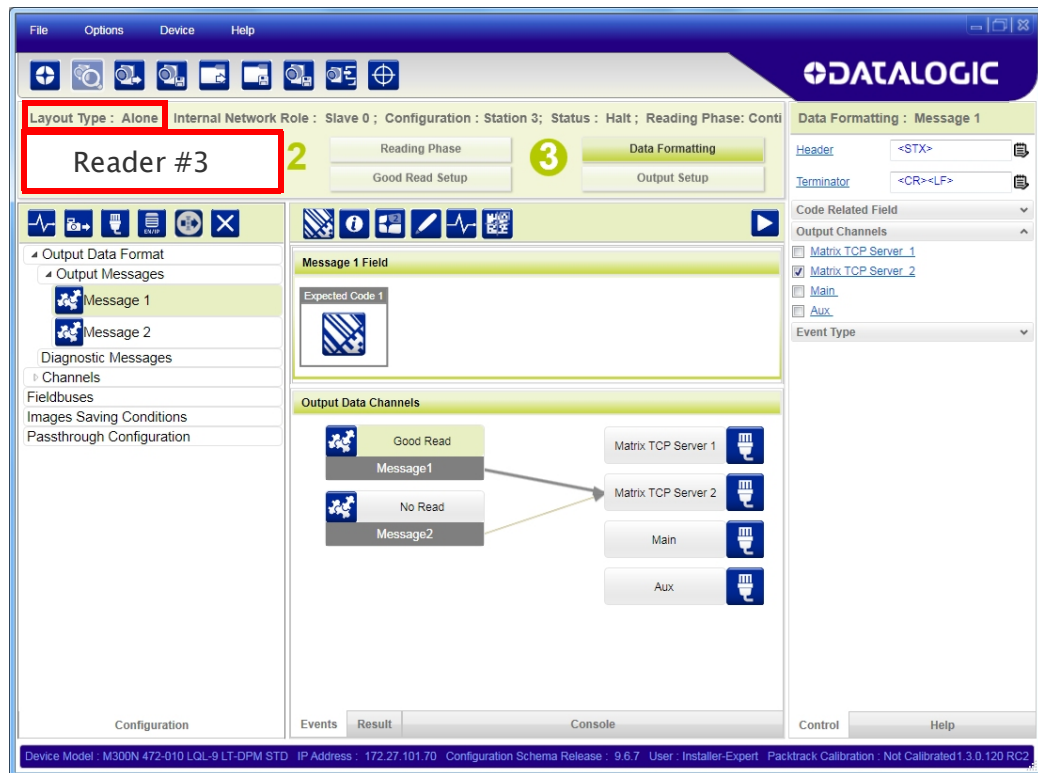 File Options Device Help
DATALOGIC
Layout Type : Alone Internal Network Role : Slave 0 ; Configuration : Station 3; Status : Halt ; Reading Phase: Conti
Reader #3
2
Reading Phase
Good Read Setup
3
Data Formatting
Output Setup
EN/IP
Output Data Format
Output Messages
Message 1
Message 2
Diagnostic Messages
Channels
Fieldbuses
Images Saving Conditions
Passthrough Configuration
Configuration
Message 1 Field
Expected Code 1
Output Data Channels
Good Read
Message1
No Read
Message2
Matrix TCP Server 1
Matrix TCP Server 2
Main
Aux
Events Result Console
Data Formatting : Message 1
Header <STX>
Terminator <CR><LF>
Code Related Field
Output Channels
Matrix TCP Server 1
Matrix TCP Server 2
Main
Aux
Event Type
Control Help
Device Model : M300N 472-010 LQL-9 LT-DPM STD IP Address : 172.27.101.70 Configuration Schema Release : 9.6.7 User : Installer-Expert Packtrack Calibration : Not Calibrated 1.3.0.120 RC2